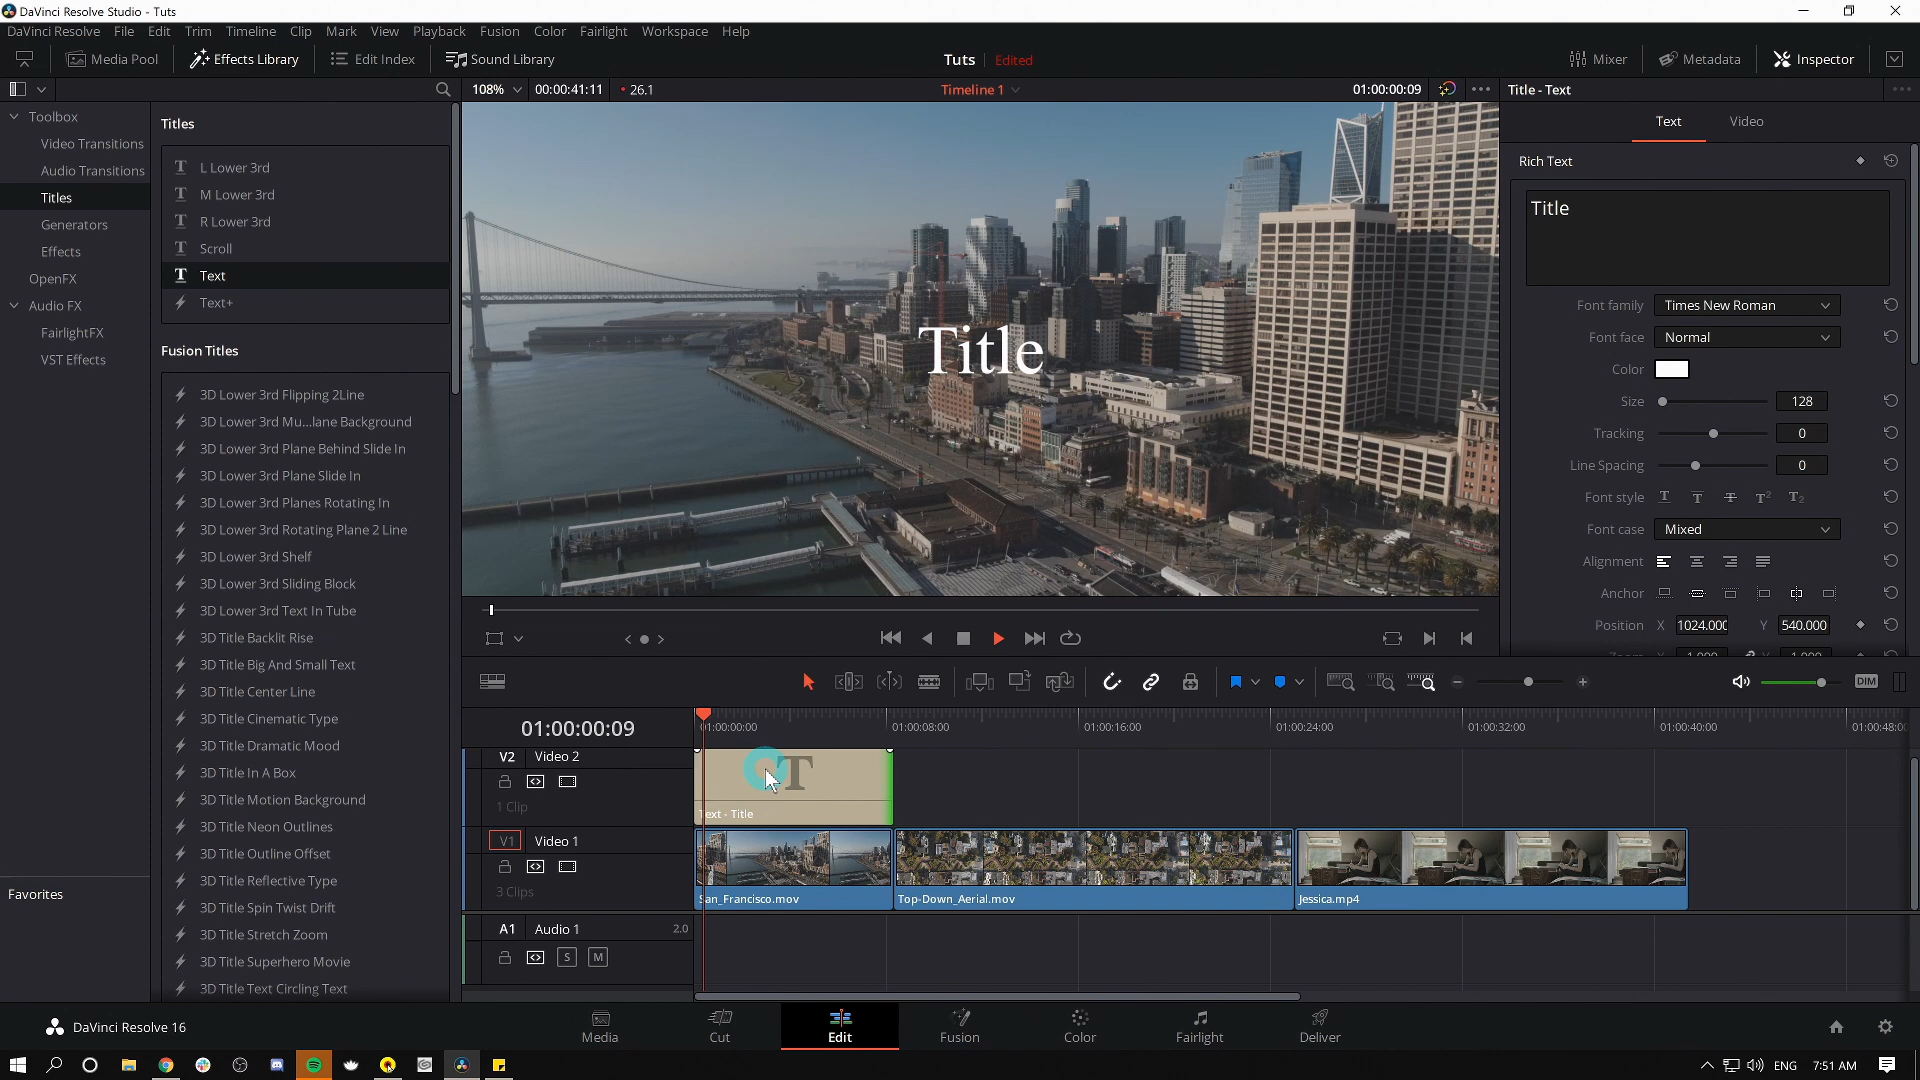 DaVinci Resolve Studio - Tuts
DaVinci Resolve File Edit Trim Timeline Clip Mark View Playback Fusion Color Fairlight Workspace Help
Media Pool Effects Library Edit Index Sound Library Tuts Edited Mixer Metadata Inspector
108% 00:00:41:11 26.1 Timeline 1 01:00:00:09 Title - Text
Toolbox
Video Transitions
Audio Transitions
Titles
Generators
Effects
OpenFX
Audio FX
FairlightFX
VST Effects
Favorites
Titles
L Lower 3rd
M Lower 3rd
R Lower 3rd
Scroll
Text
Text+
Fusion Titles
3D Lower 3rd Flipping 2Line
3D Lower 3rd Mu...lane Background
3D Lower 3rd Plane Behind Slide In
3D Lower 3rd Plane Slide In
3D Lower 3rd Planes Rotating In
3D Lower 3rd Rotating Plane 2 Line
3D Lower 3rd Shelf
3D Lower 3rd Sliding Block
3D Lower 3rd Text In Tube
3D Title Backlit Rise
3D Title Big And Small Text
3D Title Center Line
3D Title Cinematic Type
3D Title Dramatic Mood
3D Title In A Box
3D Title Motion Background
3D Title Neon Outlines
3D Title Outline Offset
3D Title Reflective Type
3D Title Spin Twist Drift
3D Title Stretch Zoom
3D Title Superhero Movie
3D Title Text Circling Text
Title
Text Video
Rich Text
Title
Font family Times New Roman
Font face Normal
Color
Size 128
Tracking 0
Line Spacing 0
Font style
Font case Mixed
Alignment
Anchor
Position X 1024.000 Y 540.000
DIM
01:00:00:09 01:00:00:00 01:00:08:00 01:00:16:00 01:00:24:00 01:00:32:00 01:00:40:00 01:00:48:00
V2 Video 2
1 Clip
Text - Title
V1 Video 1
3 Clips
San_Francisco.mov Top-Down_Aerial.mov Jessica.mp4
A1 Audio 1 2.0
S M
DaVinci Resolve 16
Media Cut Edit Fusion Color Fairlight Deliver
ENG 7:51 AM